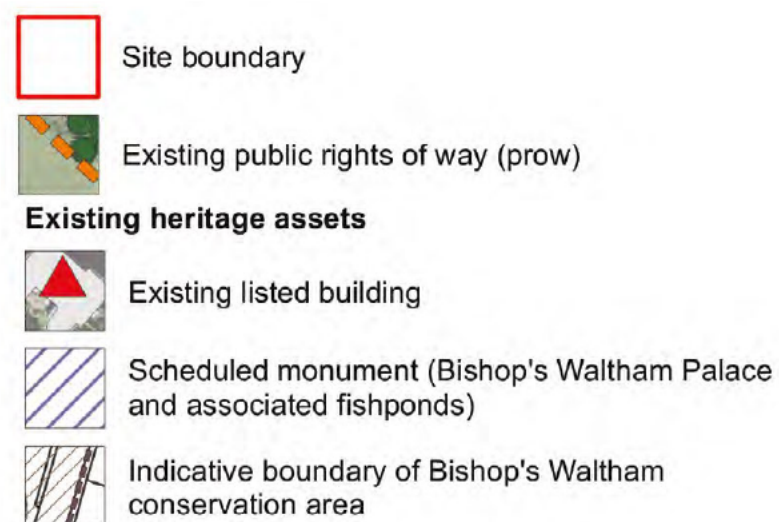 Site boundary
Existing public rights of way (prow)
Existing heritage assets
Existing listed building
Scheduled monument (Bishop's Waltham Palace
and associated fishponds)
Indicative boundary of Bishop's Waltham
conservation area